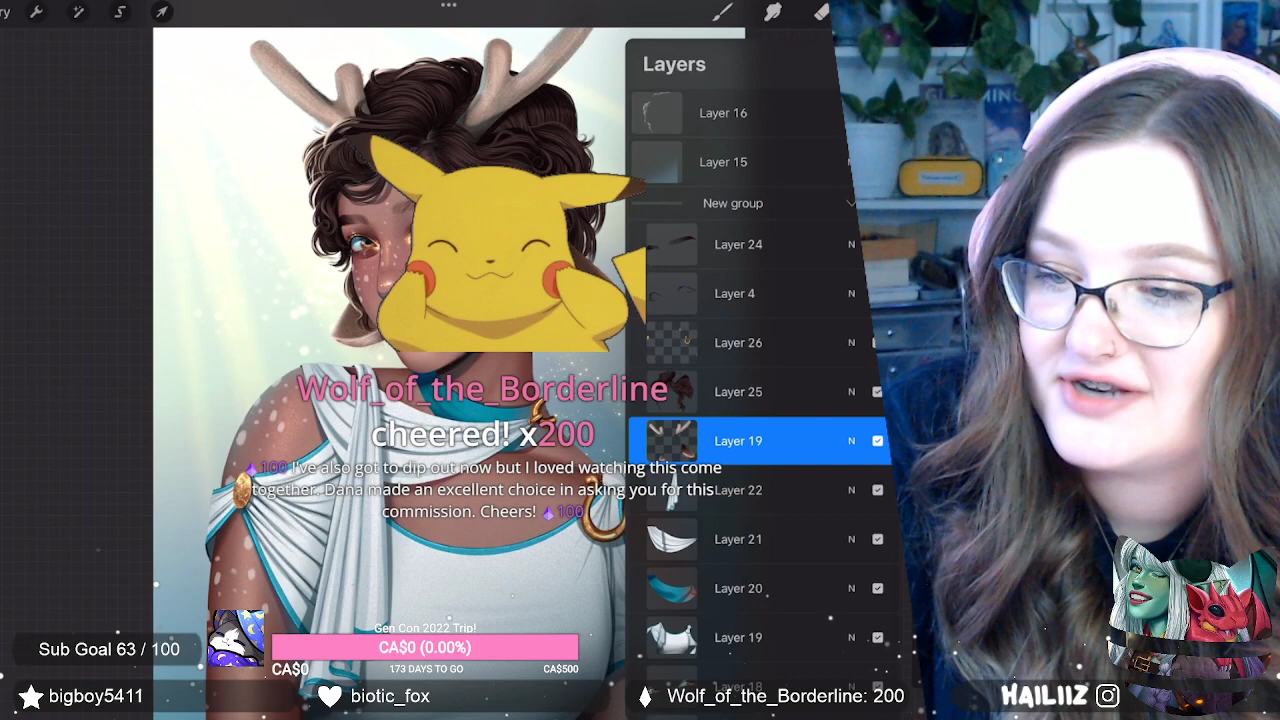 ry
Layers
Layer 16
Layer 15
New group
Layer 24
N
Layer 4
N
Layer 26
N
Layer 25
N
Layer 19
N
Layer 22
N
Layer 21
N
Layer 20
N
Layer 19
N
Layer 18
Wolf_of_the_Borderline
cheered! x200
100 I've also got to dip out now but I loved watching this come
together. Dana made an excellent choice in asking you for this
commission. Cheers! 100
Gen Con 2022 Trip!
CA$0 (0.00%)
CA$0
173 DAYS TO GO
CA$500
Sub Goal 63 / 100
bigboy5411
biotic_fox
Wolf_of_the_Borderline: 200
HAILIIZ